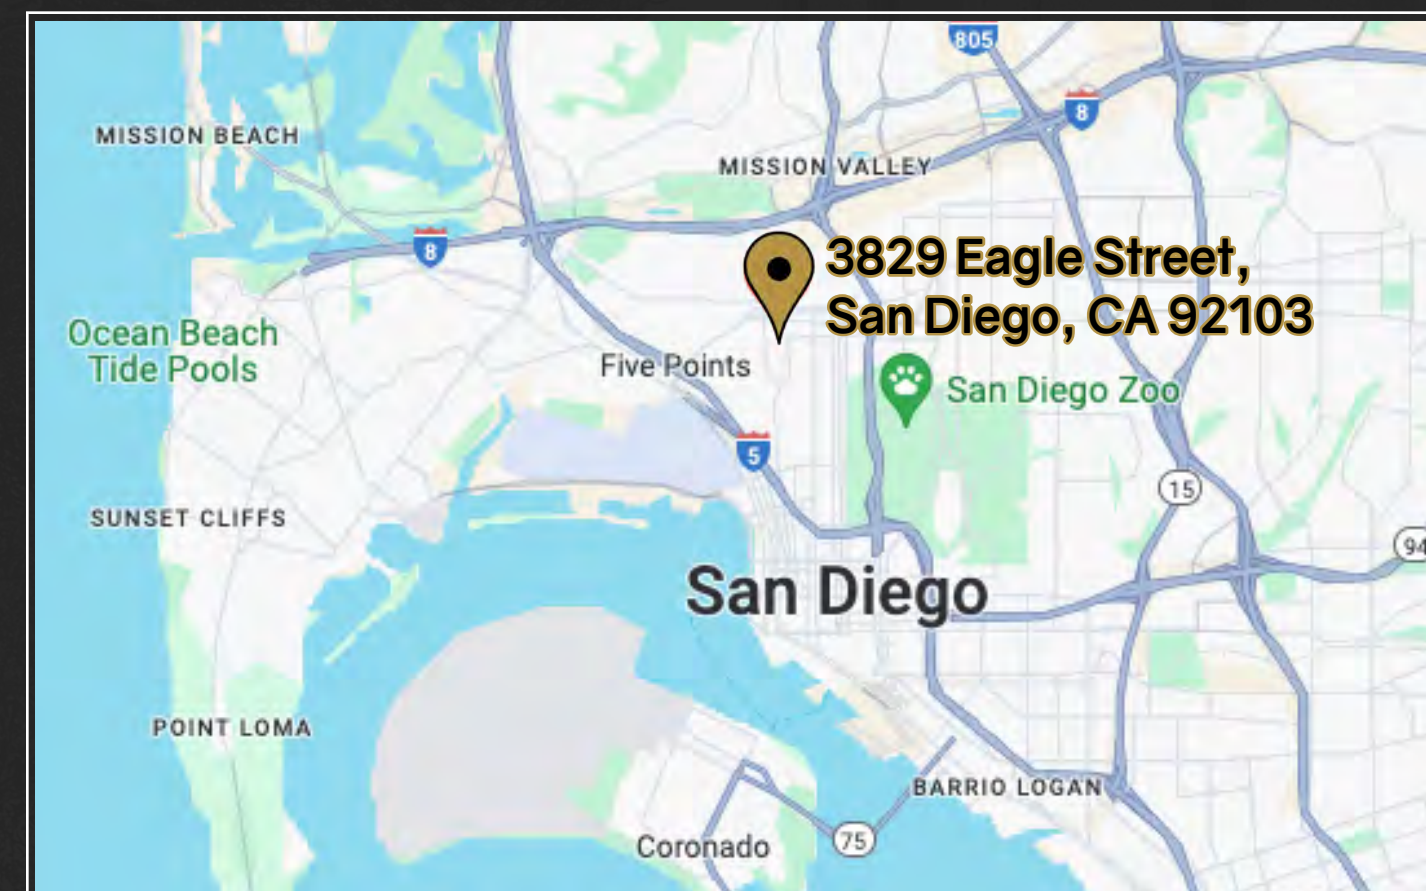 805
8
MISSION BEACH
MISSION VALLEY
8
3829 Eagle Street,
San Diego, CA 92103
Ocean Beach
Tide Pools
Five Points
San Diego Zoo
5
15
SUNSET CLIFFS
94
San Diego
POINT LOMA
BARRIO LOGAN
75
Coronado